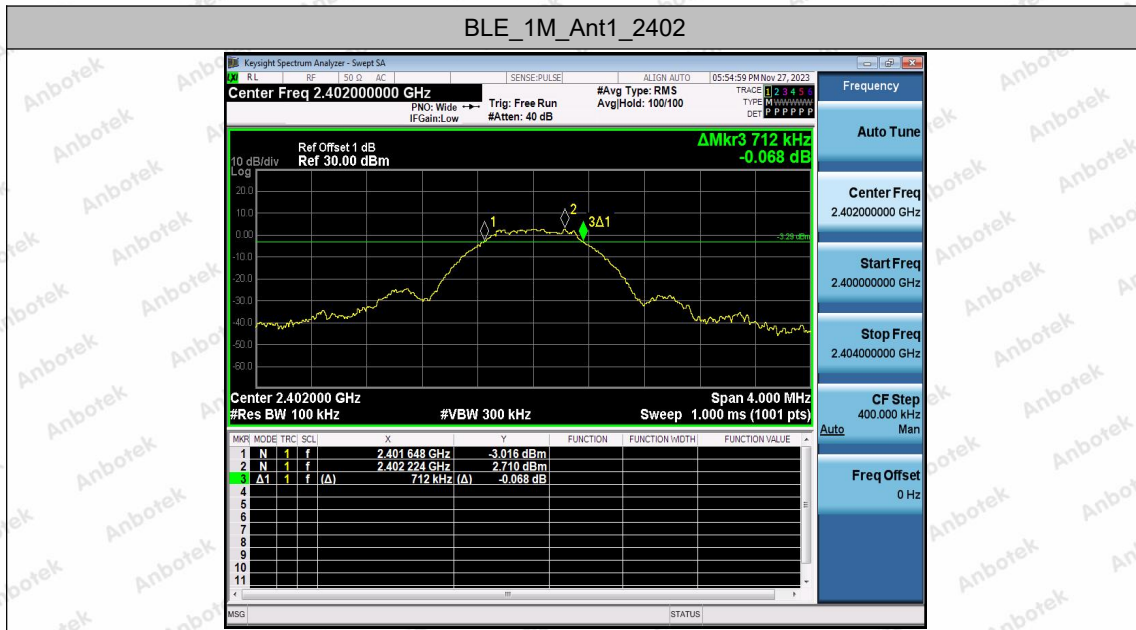 BLE_1M_Ant1_2402
Keysight Spectrum Analyzer - Swept SA
LXI RL RF 50 Ω AC SENSE:PULSE ALIGN AUTO 05:54:59 PM Nov 27, 2023
Center Freq 2.402000000 GHz
PNO: Wide
IFGain:Low
Trig: Free Run
#Atten: 40 dB
#Avg Type: RMS
Avg|Hold: 100/100
TRACE 1 2 3 4 5 6
TYPE M WWWWW
DET P P P P P P
ΔMkr3 712 kHz
-0.068 dB
Ref Offset 1 dB
10 dB/div Ref 30.00 dBm
Log
20.0
10.0
0.00
-10.0
-20.0
-30.0
-40.0
-50.0
-60.0
1
2
3Δ1
-3.29 dBm
Center 2.402000 GHz Span 4.000 MHz
#Res BW 100 kHz #VBW 300 kHz Sweep 1.000 ms (1001 pts)
MKR MODE TRC SCL X Y FUNCTION FUNCTION WIDTH FUNCTION VALUE
1 N 1 f 2.401 648 GHz -3.016 dBm
2 N 1 f 2.402 224 GHz 2.710 dBm
3 Δ1 1 f (Δ) 712 kHz (Δ) -0.068 dB
4
5
6
7
8
9
10
11
MSG STATUS
Frequency
Auto Tune
Center Freq
2.402000000 GHz
Start Freq
2.400000000 GHz
Stop Freq
2.404000000 GHz
CF Step
400.000 kHz
Auto Man
Freq Offset
0 Hz
Anbotek